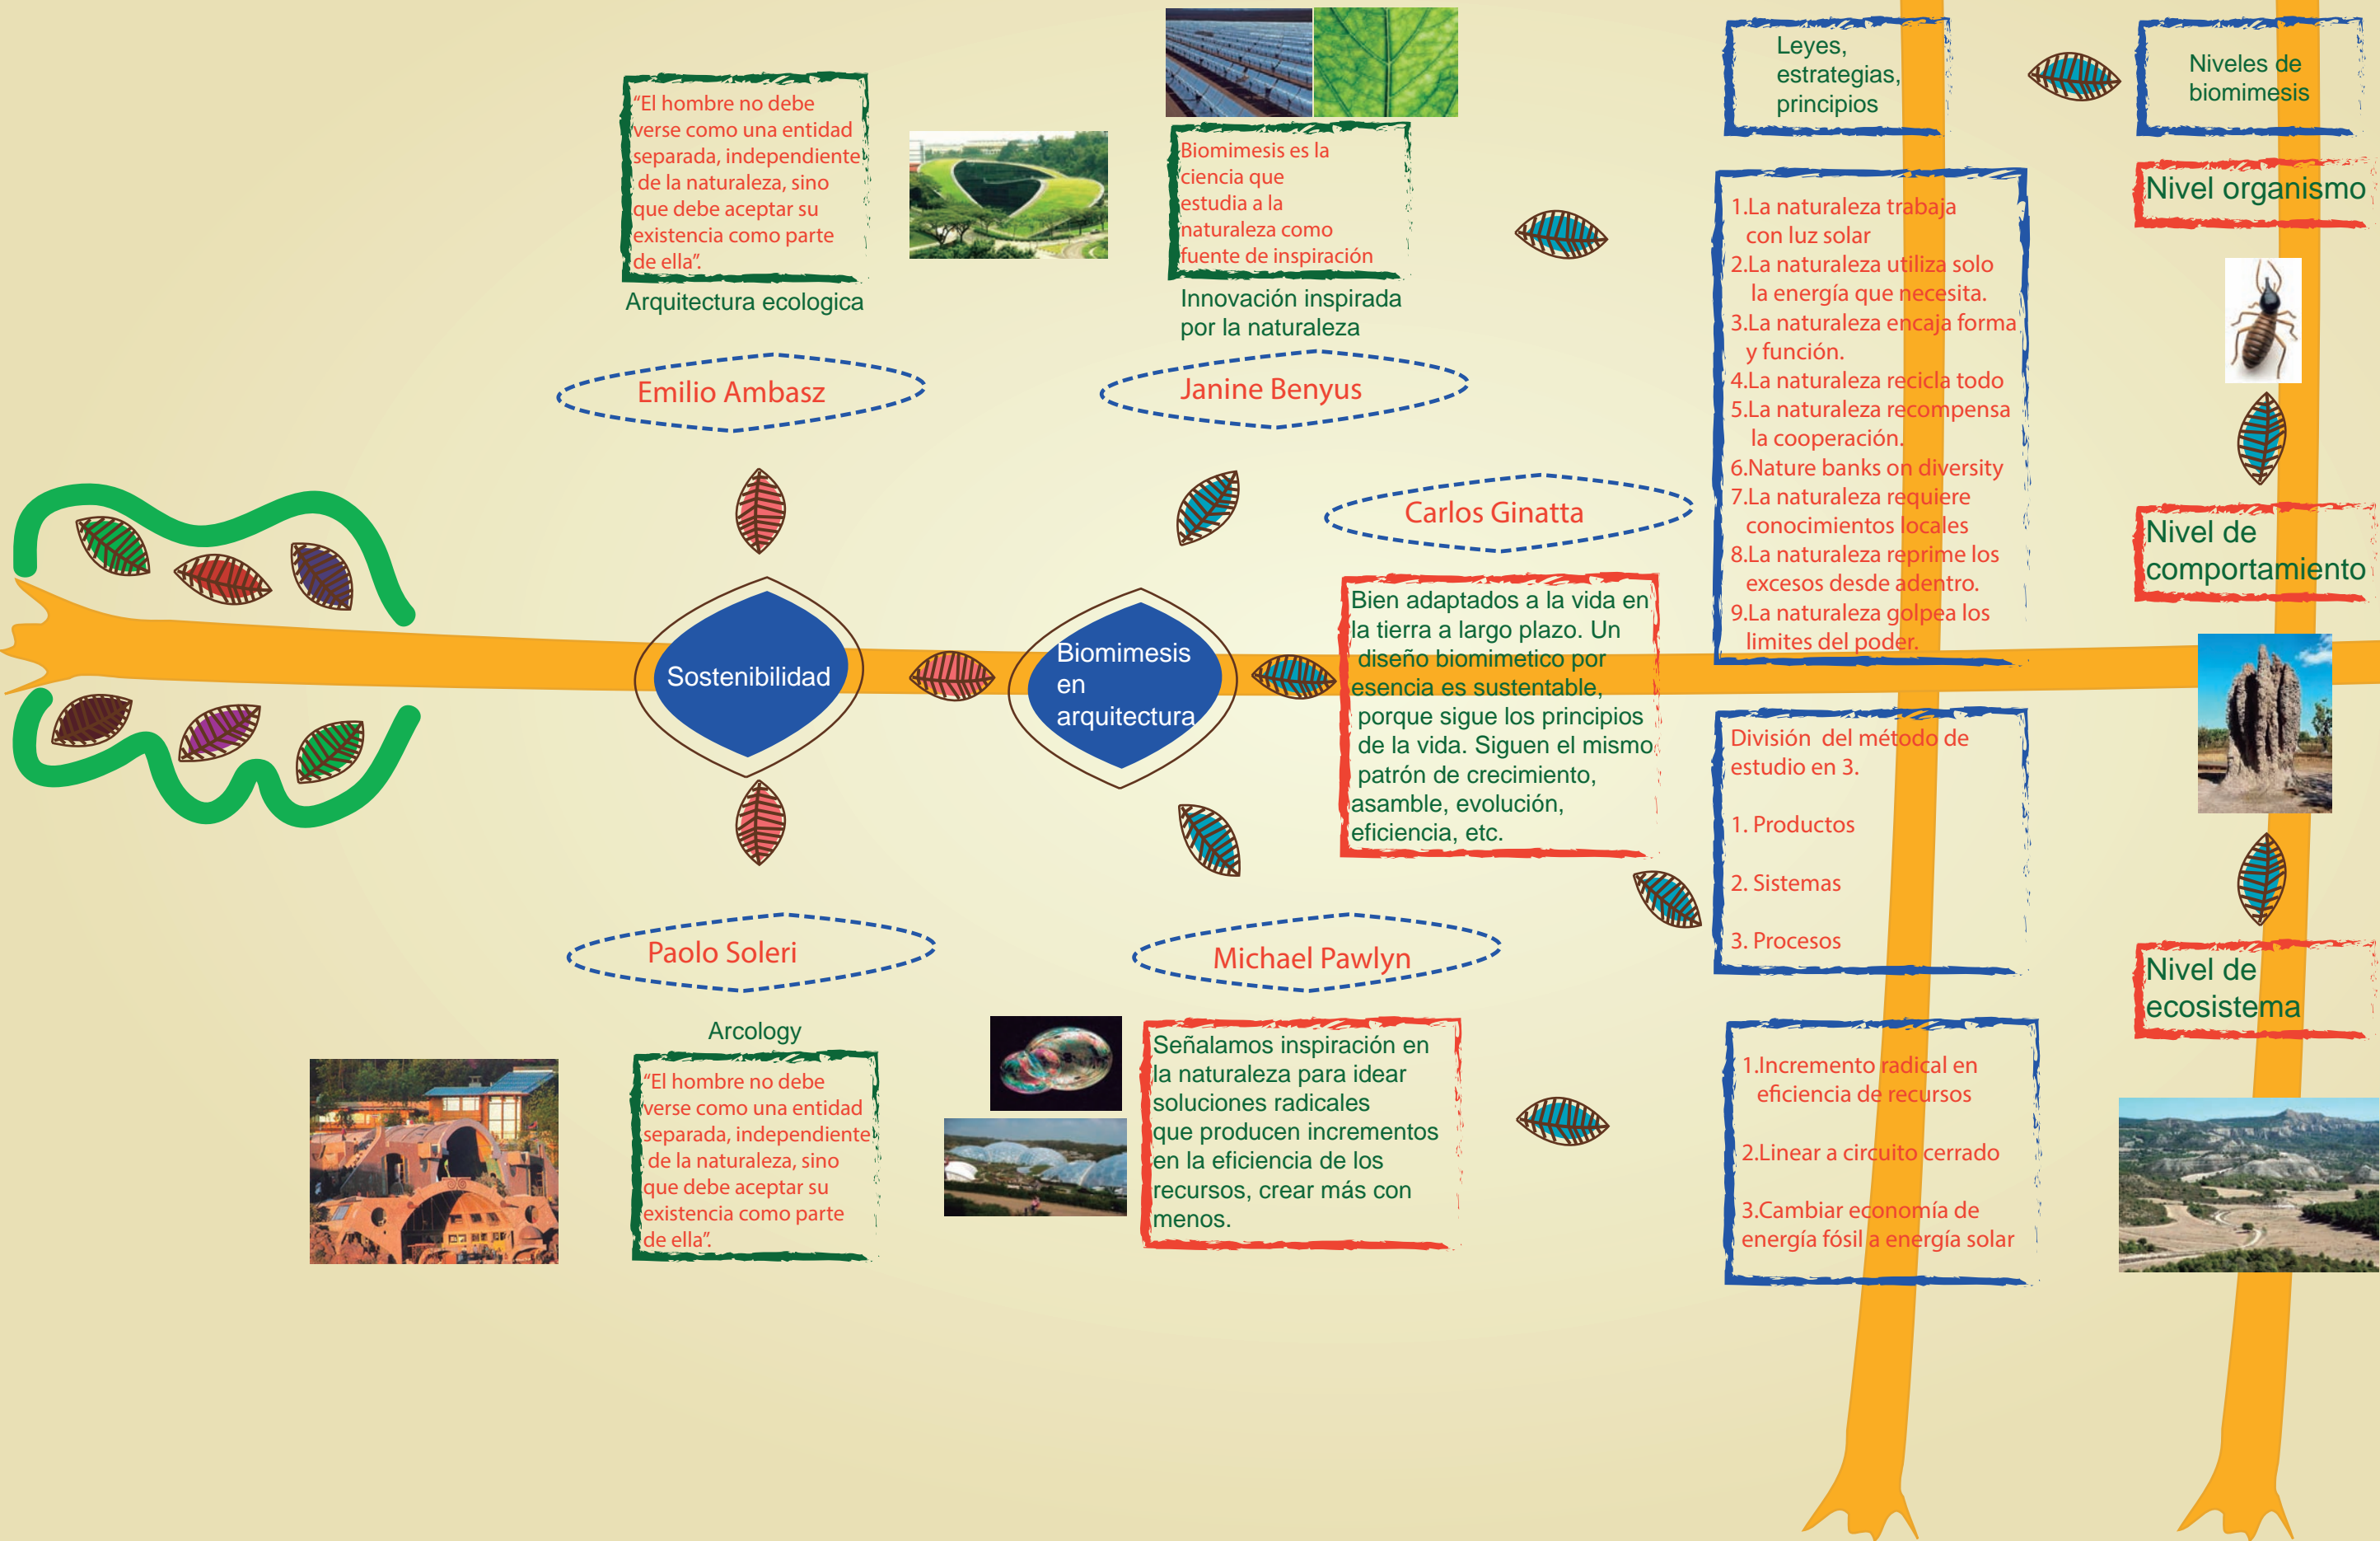 "El hombre no debe
verse como una entidad
separada, independiente
de la naturaleza, sino
que debe aceptar su
existencia como parte
de ella".
Arquitectura ecologica
Emilio Ambasz
Biomimesis es la
ciencia que
estudia a la
naturaleza como
fuente de inspiración
Innovación inspirada
por la naturaleza
Janine Benyus
Sostenibilidad
Biomimesis
en
arquitectura
Carlos Ginatta
Bien adaptados a la vida en
la tierra a largo plazo. Un
diseño biomimetico por
esencia es sustentable,
porque sigue los principios
de la vida. Siguen el mismo
patrón de crecimiento,
asamble, evolución,
eficiencia, etc.
Paolo Soleri
Arcology
"El hombre no debe
verse como una entidad
separada, independiente
de la naturaleza, sino
que debe aceptar su
existencia como parte
de ella".
Michael Pawlyn
Señalamos inspiración en
la naturaleza para idear
soluciones radicales
que producen incrementos
en la eficiencia de los
recursos, crear más con
menos.
Leyes,
estrategias,
principios
1.La naturaleza trabaja
con luz solar
2.La naturaleza utiliza solo
la energía que necesita.
3.La naturaleza encaja forma
y función.
4.La naturaleza recicla todo
5.La naturaleza recompensa
la cooperación.
6.Nature banks on diversity
7.La naturaleza requiere
conocimientos locales
8.La naturaleza reprime los
excesos desde adentro.
9.La naturaleza golpea los
limites del poder.
División del método de
estudio en 3.
1. Productos
2. Sistemas
3. Procesos
1.Incremento radical en
eficiencia de recursos
2.Linear a circuito cerrado
3.Cambiar economía de
energía fósil a energía solar
Niveles de
biomimesis
Nivel organismo
Nivel de
comportamiento
Nivel de
ecosistema